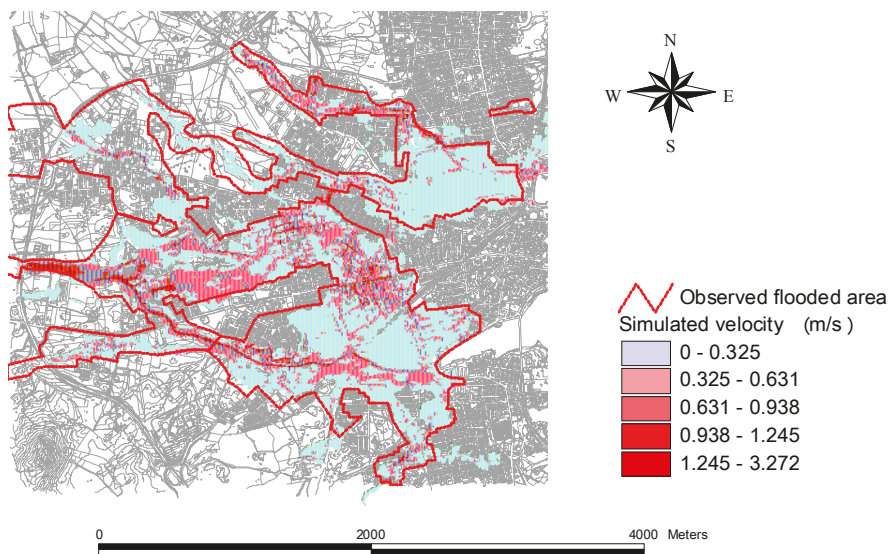 N
W E
S
Observed flooded area
Simulated velocity (m/s )
0 - 0.325
0.325 - 0.631
0.631 - 0.938
0.938 - 1.245
1.245 - 3.272
0 2000 4000 Meters